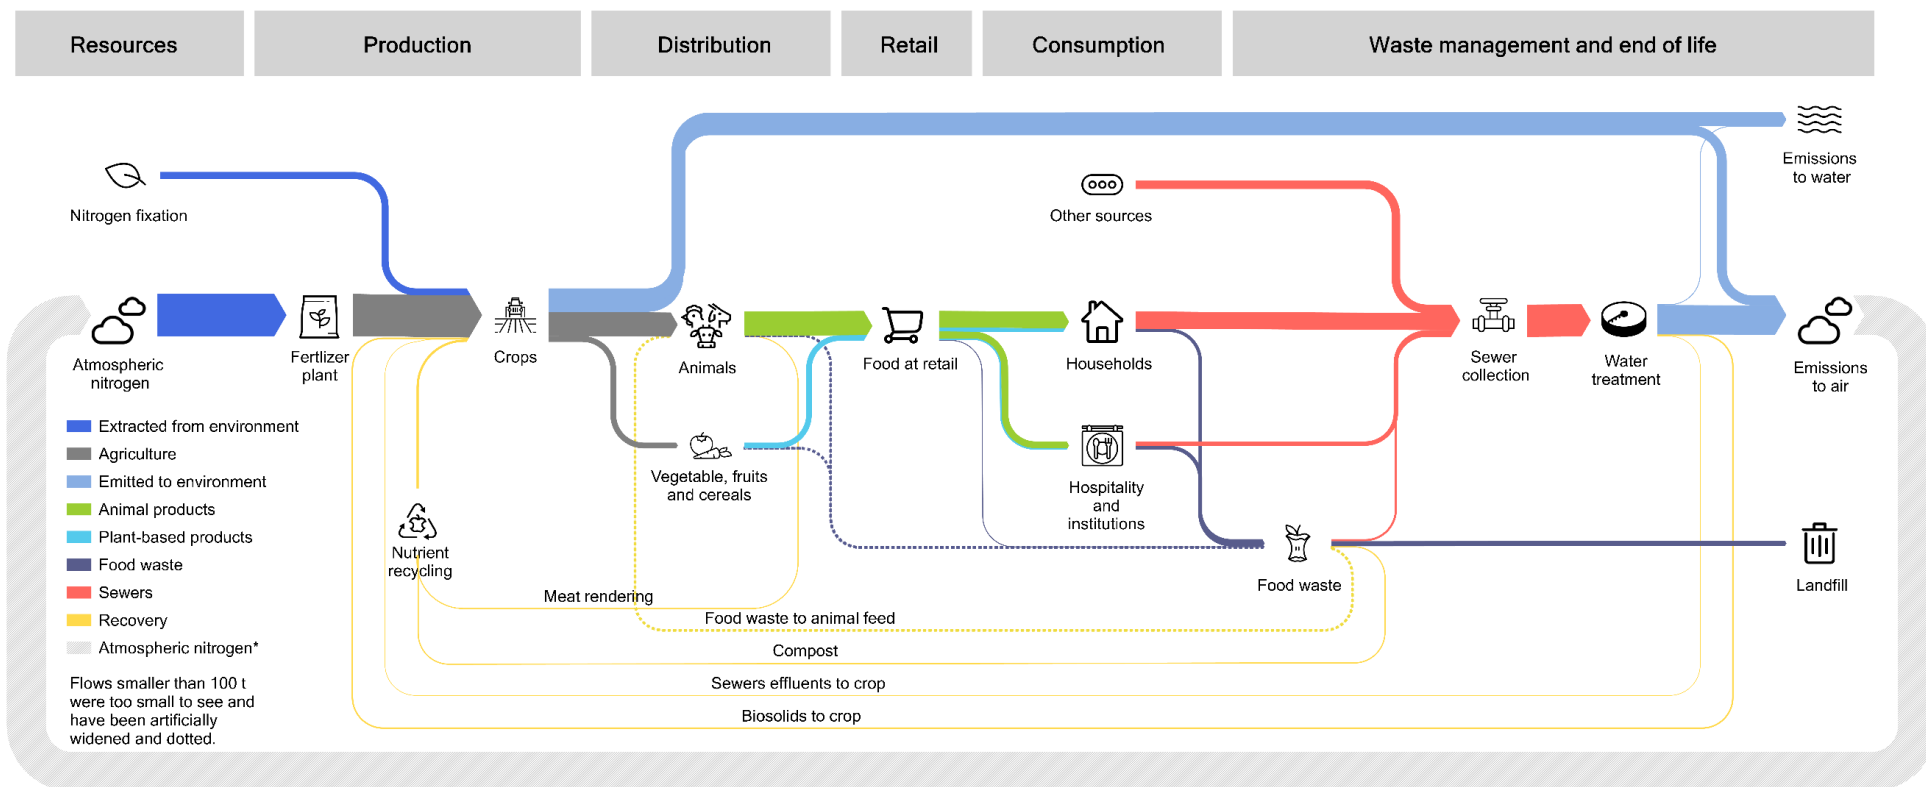 Resources
Production
Distribution
Retail
Consumption
Waste management and end of life
Emissions
to water
Nitrogen fixation
Other sources
Atmospheric
nitrogen
Fertlizer
plant
Crops
Animals
Food at retail
Households
Sewer
collection
Water
treatment
Emissions
to air
Extracted from environment
Agriculture
Emitted to environment
Animal products
Plant-based products
Food waste
Sewers
Recovery
Atmospheric nitrogen*
Vegetable, fruits
and cereals
Hospitality
and
institutions
Nutrient
recycling
Food waste
Landfill
Meat rendering
Food waste to animal feed
Compost
Sewers effluents to crop
Biosolids to crop
Flows smaller than 100 t
were too small to see and
have been artificially
widened and dotted.